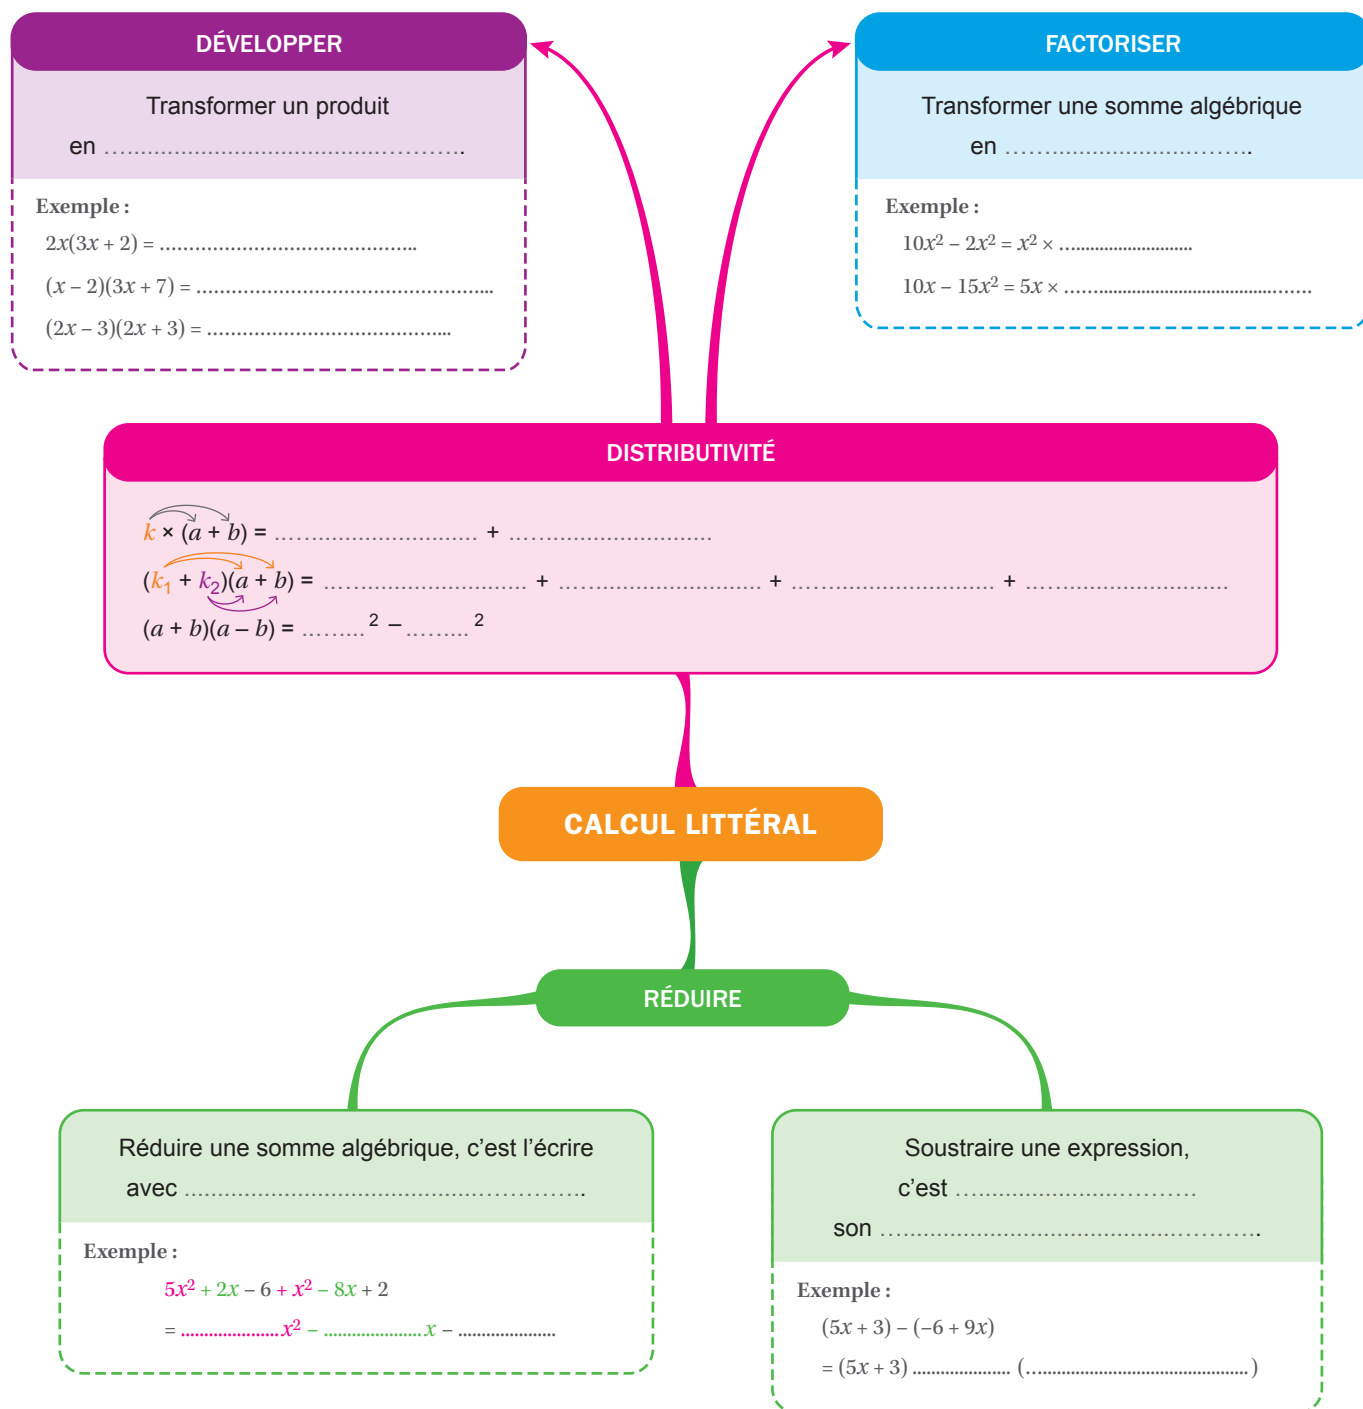 DÉVELOPPER
Transformer un produit
en ................................................
Exemple :
2x(3x + 2) = ............................................
(x – 2)(3x + 7) = ..................................................
(2x – 3)(2x + 3) = ..........................................
FACTORISER
Transformer une somme algébrique
en ..................................
Exemple :
10x² – 2x² = x² × ............................
10x – 15x² = 5x × ..........................................
DISTRIBUTIVITÉ
k × (a + b) = .............................. + ..............................
(k₁ + k₂)(a + b) = .............................. + .............................. + .............................. + ..............................
(a + b)(a – b) = ......... ² – ......... ²
CALCUL LITTÉRAL
RÉDUIRE
Réduire une somme algébrique, c’est l’écrire
avec ......................................................
Exemple :
5x² + 2x – 6 + x² – 8x + 2
= ..................... x² – ..................... x – .....................
Soustraire une expression,
c’est ................................
son ......................................................
Exemple :
(5x + 3) – (–6 + 9x)
= (5x + 3) ..................... (................................................ )